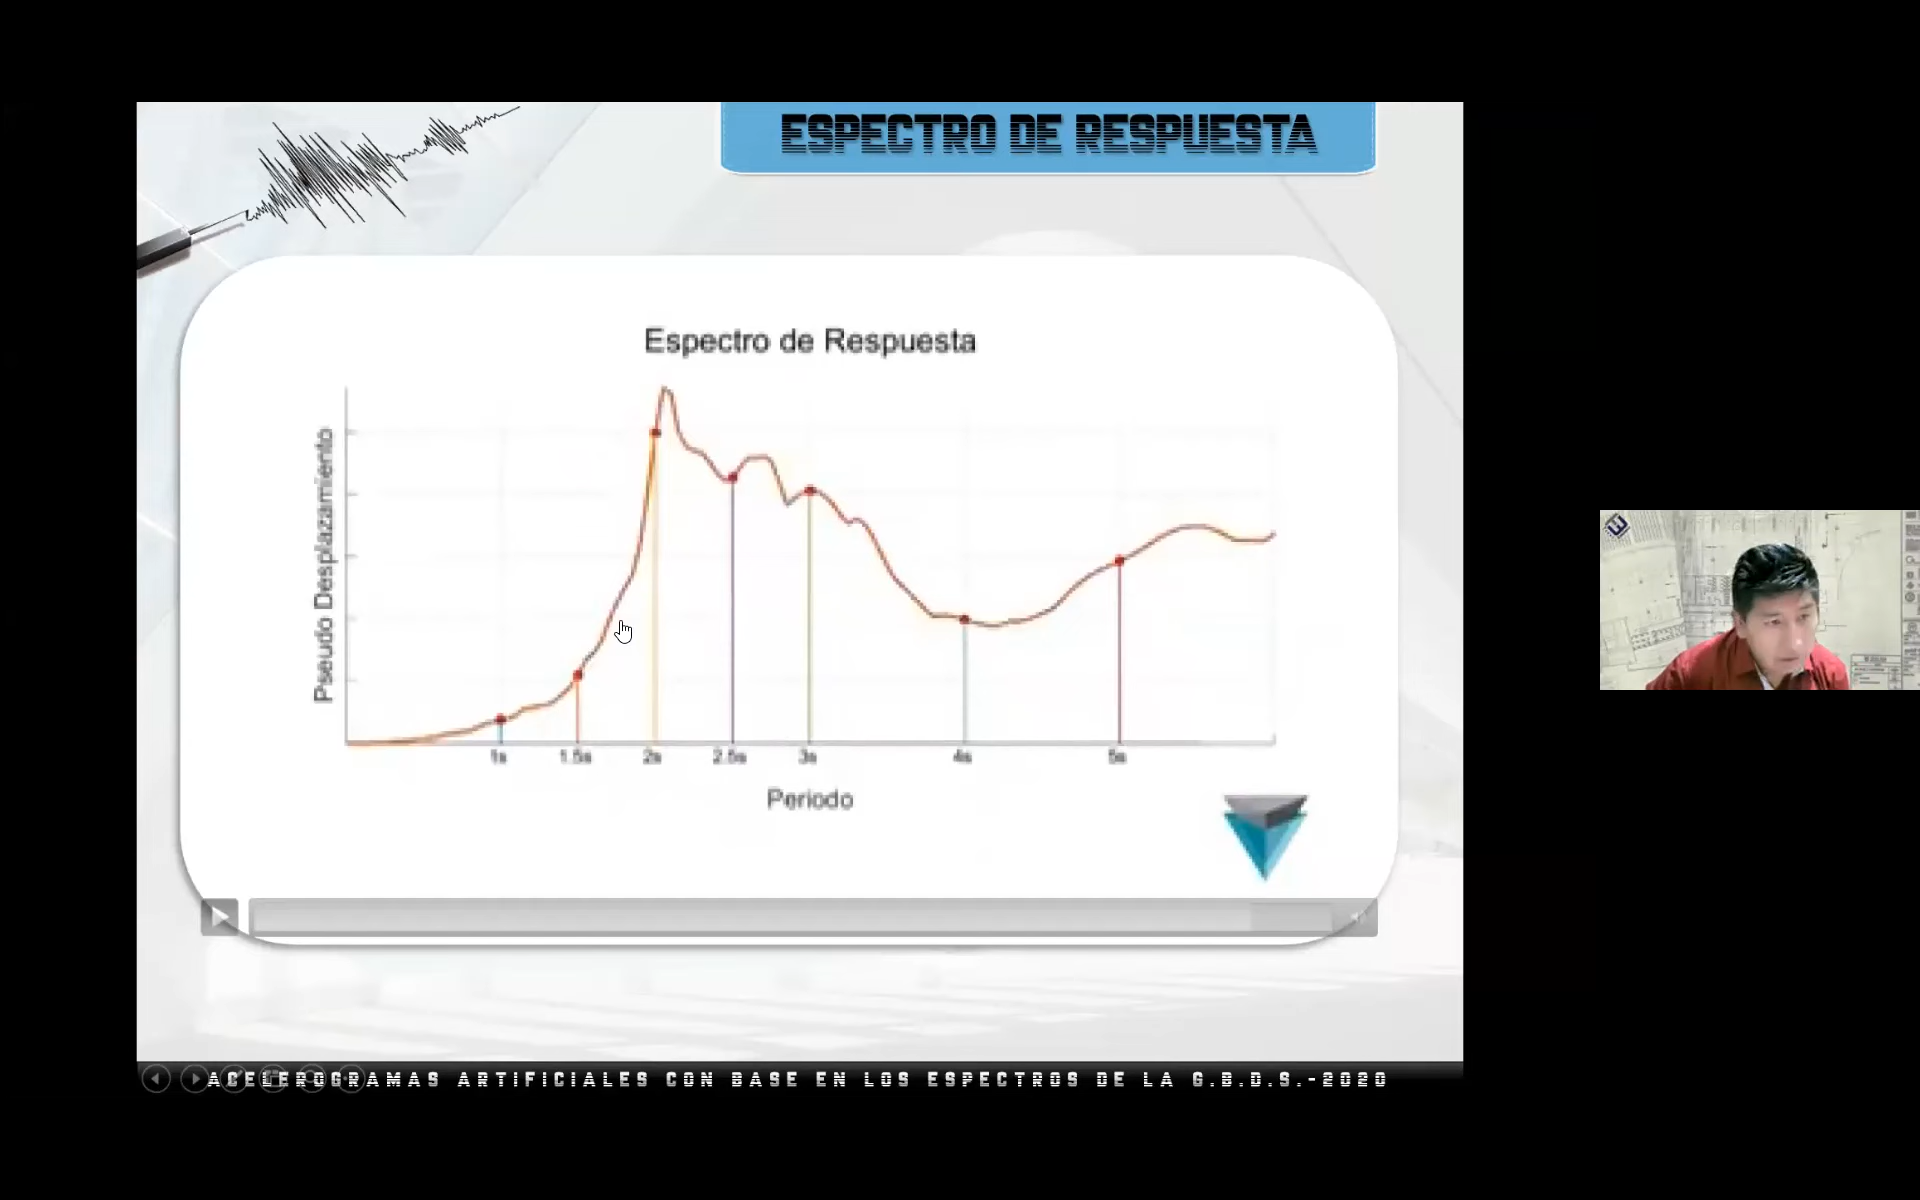 ESPECTRO DE RESPUESTA
Espectro de Respuesta
Pseudo Desplazamiento
1s 1.5s 2s 2.5s 3s 4s 5s
Periodo
ACELEROGRAMAS ARTIFICIALES CON BASE EN LOS ESPECTROS DE LA G.B.D.S.-2020